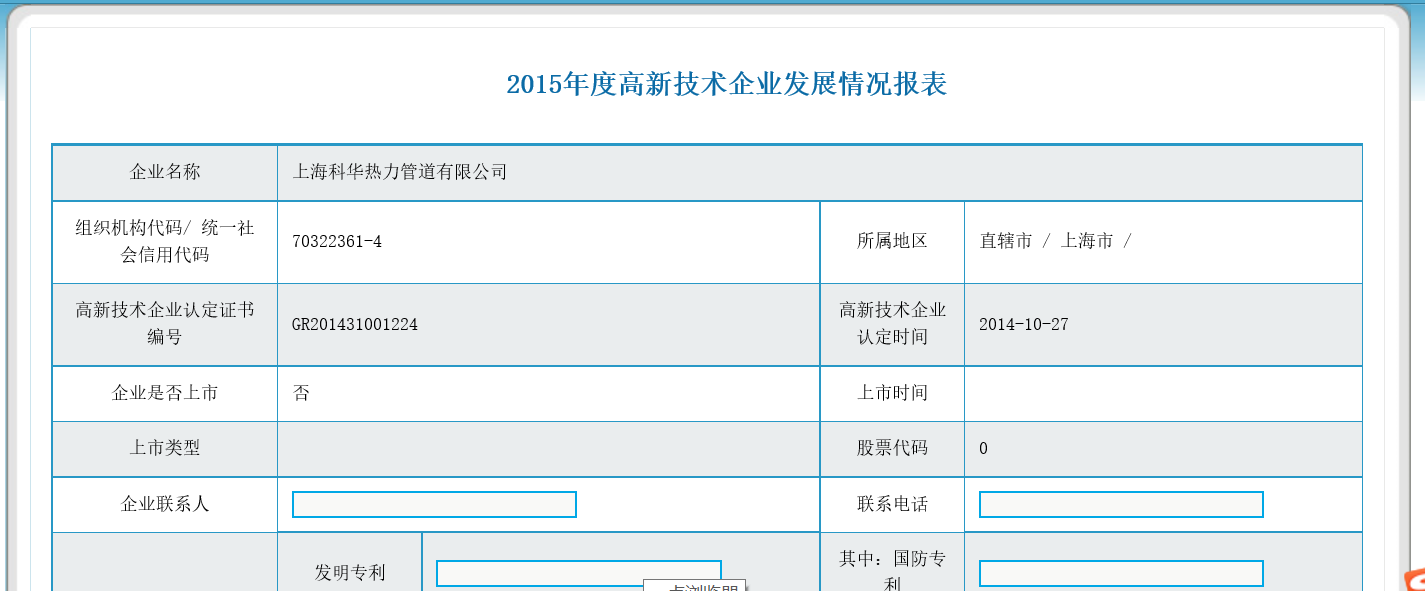 2015年度高新技术企业发展情况报表
企业名称
上海科华热力管道有限公司
组织机构代码/ 统一社
会信用代码
70322361-4
所属地区
直辖市 / 上海市 /
高新技术企业认定证书
编号
GR201431001224
高新技术企业
认定时间
2014-10-27
企业是否上市
否
上市时间
上市类型
股票代码
0
企业联系人
联系电话
发明专利
其中: 国防专
利